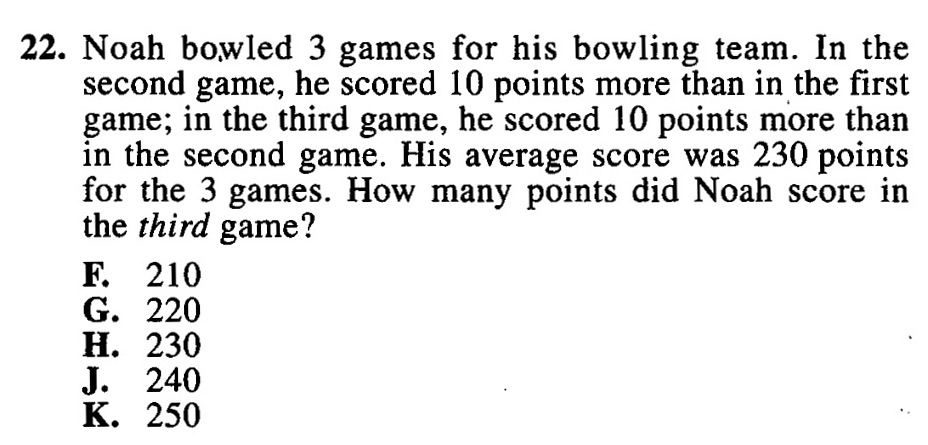 22. Noah bowled 3 games for his bowling team. In the
second game, he scored 10 points more than in the first
game; in the third game, he scored 10 points more than
in the second game. His average score was 230 points
for the 3 games. How many points did Noah score in
the third game?
F. 210
G. 220
H. 230
J. 240
K. 250